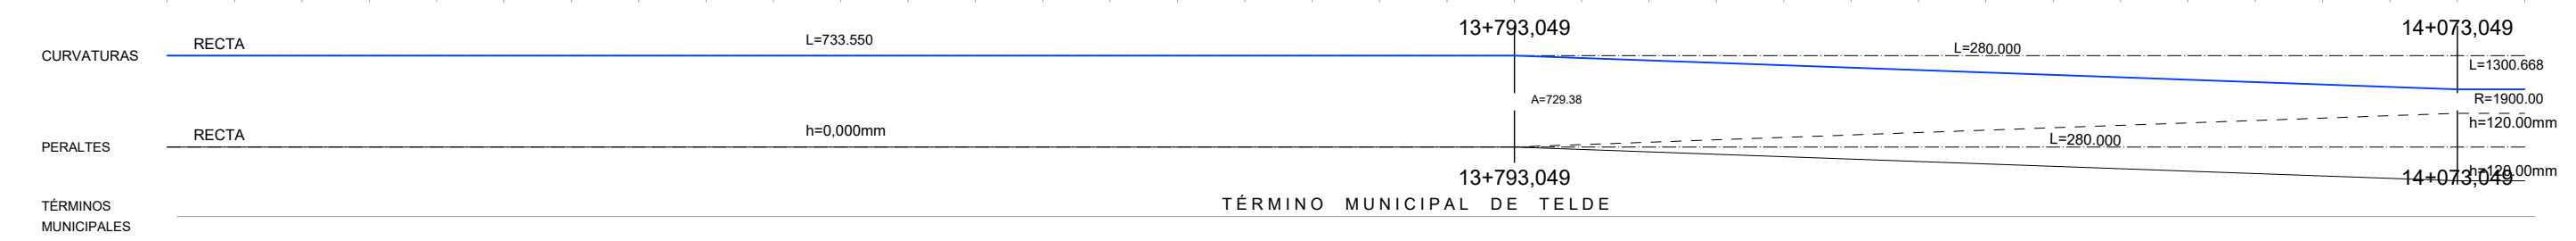 13+793,049
14+073,049
CURVATURAS
RECTA
L=733.550
L=280.000
L=1300.668
A=729.38
R=1900.00
PERALTES
RECTA
h=0,000mm
L=280.000
h=120.00mm
h=120.00mm
13+793,049
14+073,049
TÉRMINOS
MUNICIPALES
TÉRMINO MUNICIPAL DE TELDE